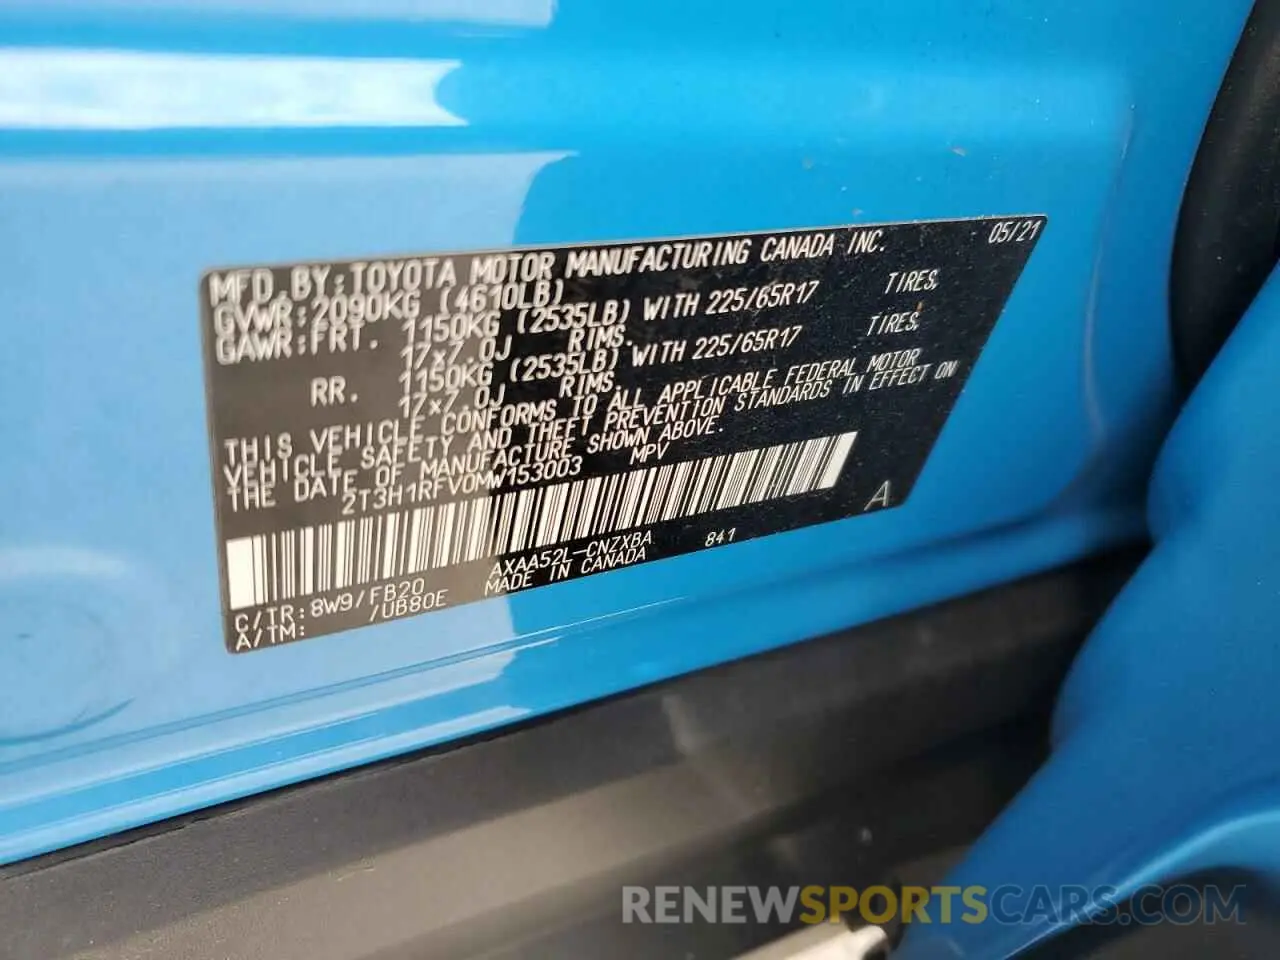 MFD. BY: TOYOTA MOTOR MANUFACTURING CANADA INC. 05/21
GVWR: 2090KG (4610LB)
GAWR: FRT. 1150KG (2535LB) WITH 225/65R17 TIRES,
17x7.0J RIMS.
RR. 1150KG (2535LB) WITH 225/65R17 TIRES,
17x7.0J RIMS.
THIS VEHICLE CONFORMS TO ALL APPLICABLE FEDERAL MOTOR
VEHICLE SAFETY AND THEFT PREVENTION STANDARDS IN EFFECT ON
THE DATE OF MANUFACTURE SHOWN ABOVE.
2T3H1RFV0MW153003 MPV
A
C/TR: 8W9/FB20 AXAA52L-CNZXBA 841
A/TM: /UB80E MADE IN CANADA
RENEWSPORTSCARS.COM